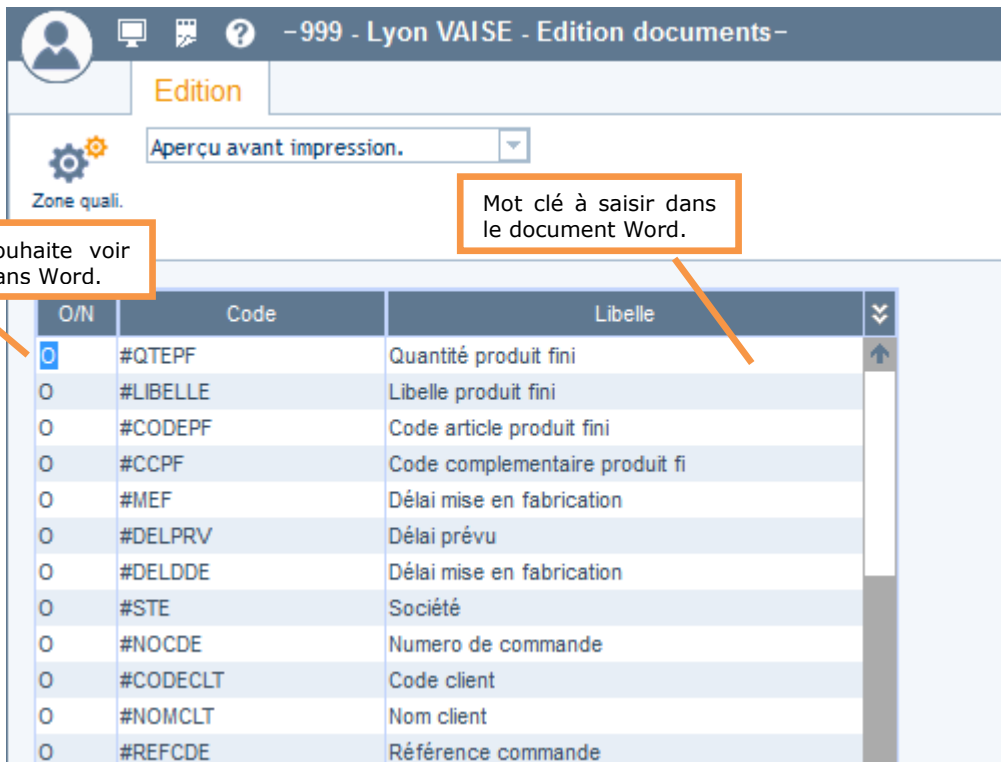 -999 - Lyon VAISE - Edition documents-
Edition
Aperçu avant impression.
Zone quali.
Mot clé à saisir dans
le document Word.
ouhaite voir
ans Word.
O/N Code Libelle
O #QTEPF Quantité produit fini
O #LIBELLE Libelle produit fini
O #CODEPF Code article produit fini
O #CCPF Code complementaire produit fi
O #MEF Délai mise en fabrication
O #DELPRV Délai prévu
O #DELDDE Délai mise en fabrication
O #STE Société
O #NOCDE Numero de commande
O #CODECLT Code client
O #NOMCLT Nom client
O #REFCDE Référence commande